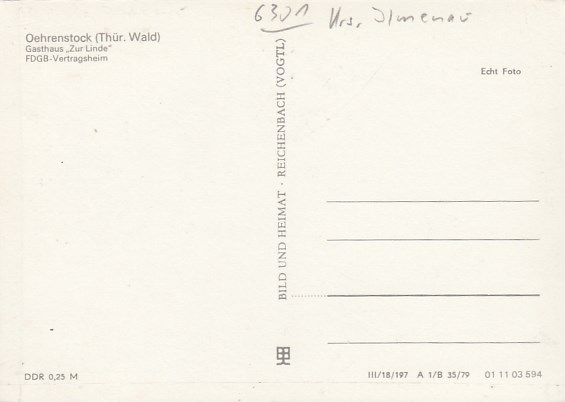 6301 Krs. Ilmenau
Oehrenstock (Thür. Wald)
Gasthaus „Zur Linde"
FDGB-Vertragsheim
Echt Foto
BILD UND HEIMAT · REICHENBACH (VOGTL)
DDR 0,25 M
III/18/197 A 1/B 35/79 01 11 03 594